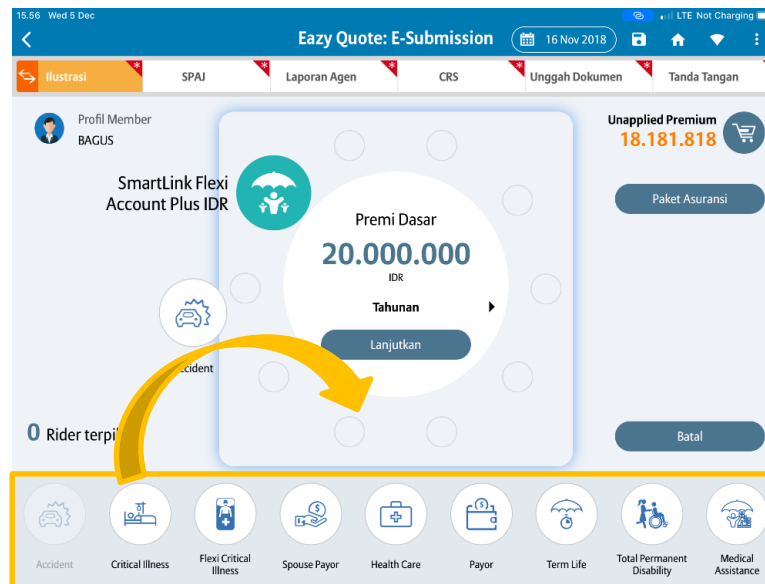 15.56 Wed 5 Dec
LTE Not Charging
Eazy Quote: E-Submission
16 Nov 2018
Ilustrasi
SPAJ
Laporan Agen
CRS
Unggah Dokumen
Tanda Tangan
Profil Member
BAGUS
Unapplied Premium
18.181.818
SmartLink Flexi
Account Plus IDR
Paket Asuransi
Premi Dasar
20.000.000
IDR
Tahunan
Lanjutkan
0 Rider
Batal
Accident
Critical Illness
Flexi Critical
Illness
Spouse Payor
Health Care
Payor
Term Life
Total Permanent
Disability
Medical
Assistance